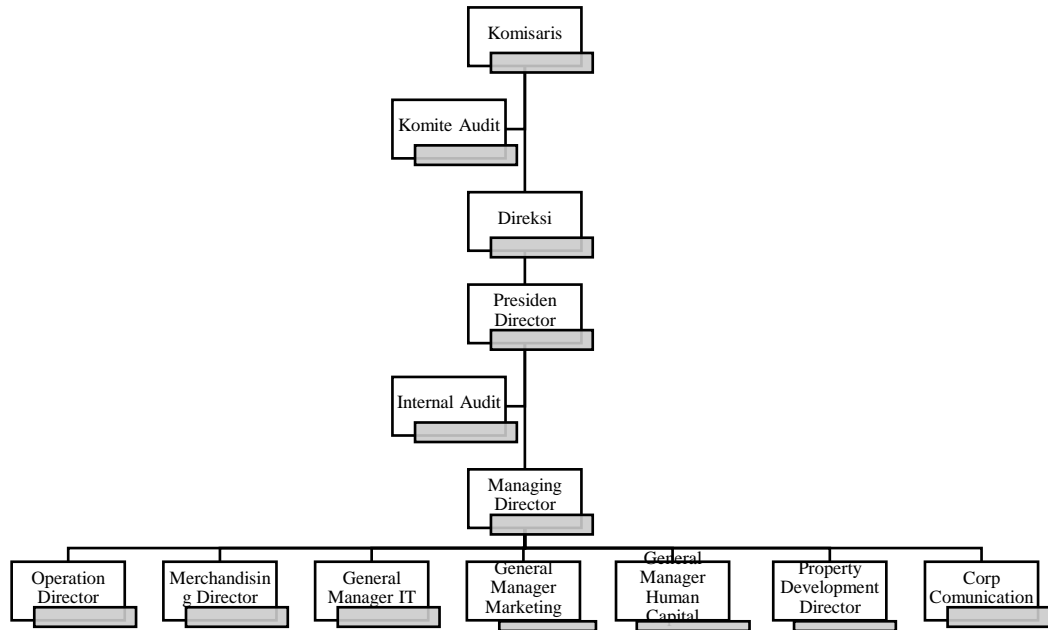 Komisaris
Komite Audit
Direksi
Presiden
Director
Internal Audit
Managing
Director
Operation
Director
Merchandisin
g Director
General
Manager IT
General
Manager
Marketing
General
Manager
Human
Capital
Property
Development
Director
Corp
Comunication